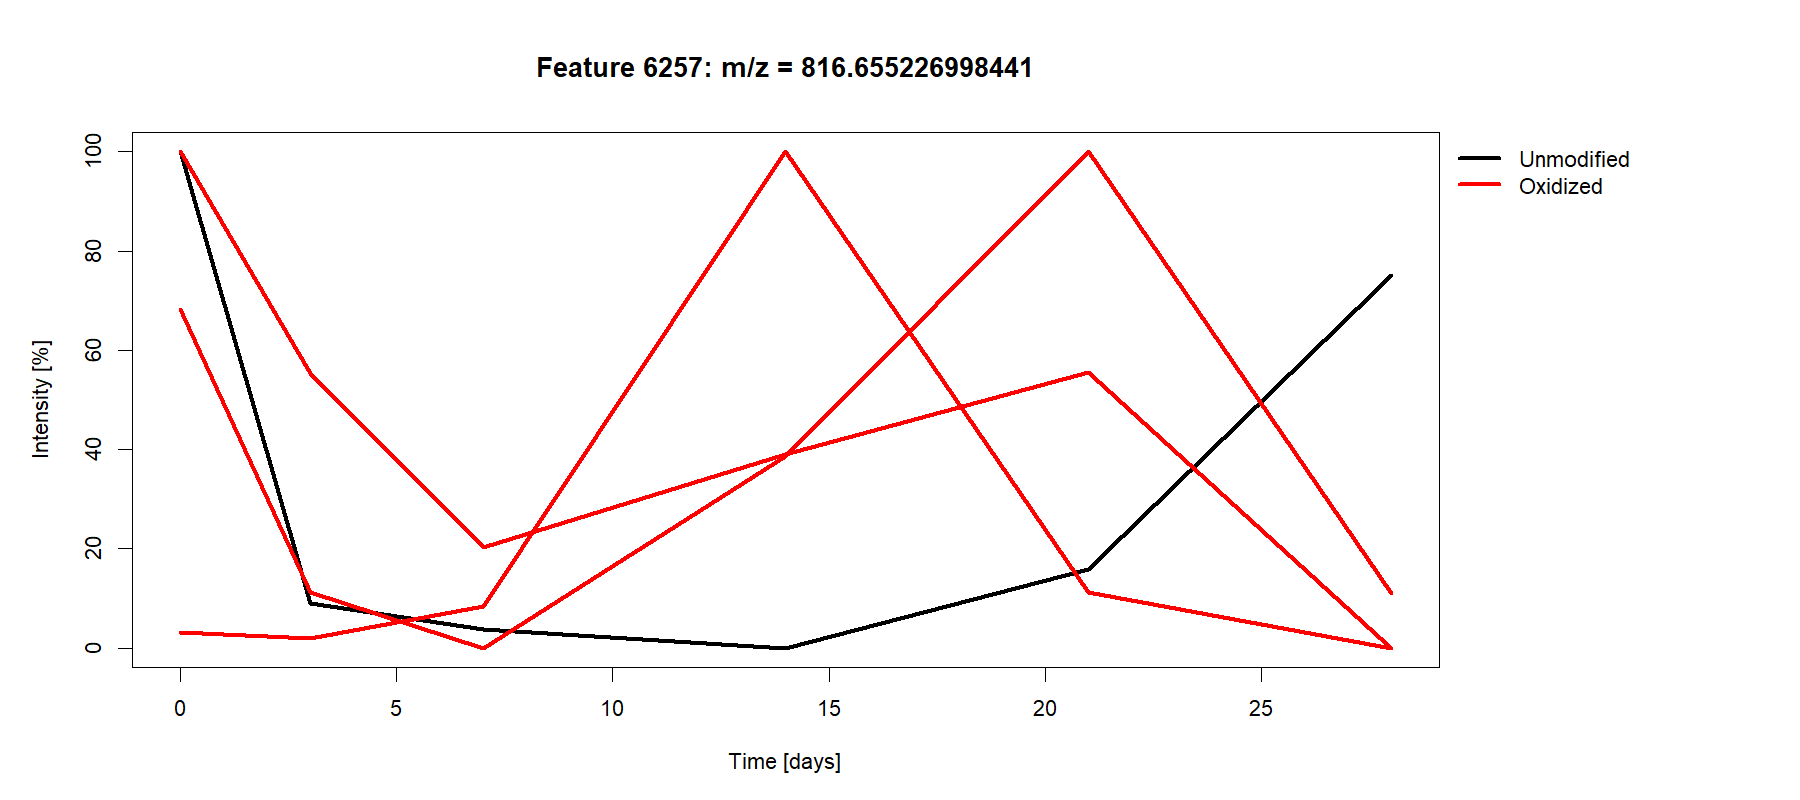 Feature 6257: m/z = 816.655226998441
Unmodified
Oxidized
Intensity [%]
100
80
60
40
20
0
0 5 10 15 20 25
Time [days]